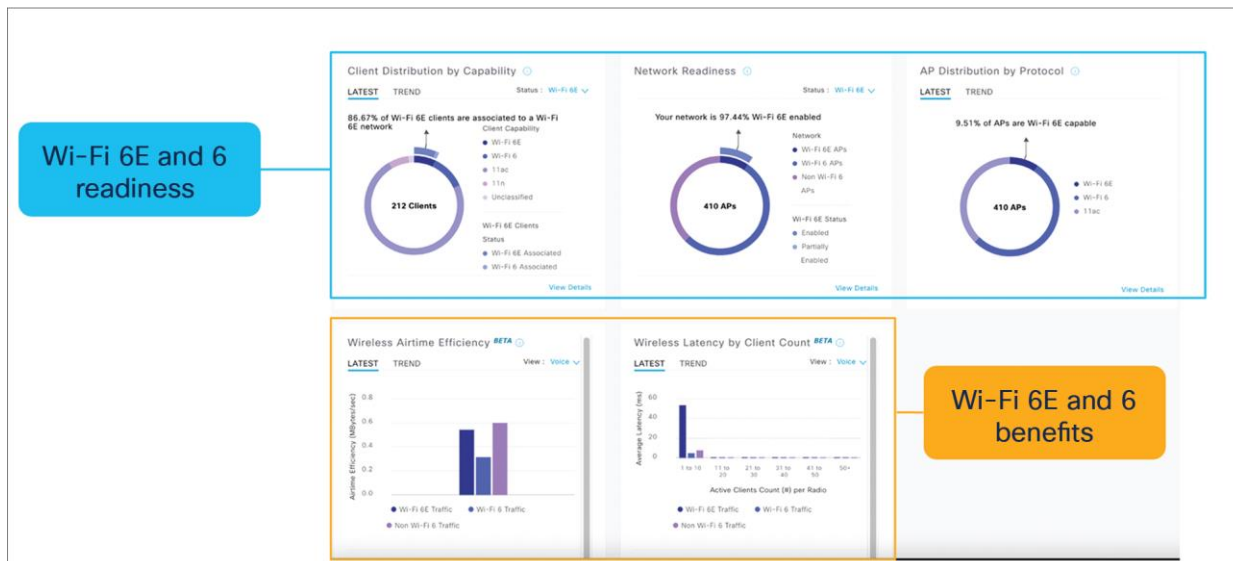 Wi-Fi 6E and 6
readiness
Client Distribution by Capability
LATEST TREND
Status : Wi-Fi 6E
86.67% of Wi-Fi 6E clients are associated to a Wi-Fi
6E network
Client Capability
Wi-Fi 6E
Wi-Fi 6
11ac
11n
Unclassified
212 Clients
Wi-Fi 6E Clients
Status
Wi-Fi 6E Associated
Wi-Fi 6 Associated
View Details
Network Readiness
Status : Wi-Fi 6E
Your network is 97.44% Wi-Fi 6E enabled
Network
Wi-Fi 6E APs
Wi-Fi 6 APs
Non Wi-Fi 6
APs
410 APs
Wi-Fi 6E Status
Enabled
Partially
Enabled
View Details
AP Distribution by Protocol
LATEST TREND
9.51% of APs are Wi-Fi 6E capable
410 APs
Wi-Fi 6E
Wi-Fi 6
11ac
View Details
Wireless Airtime Efficiency BETA
LATEST TREND
View : Voice
Airtime Efficiency (MBytes/sec)
0.8
0.6
0.4
0.2
0.0
Wi-Fi 6E Traffic Wi-Fi 6 Traffic
Non Wi-Fi 6 Traffic
Wireless Latency by Client Count BETA
LATEST TREND
View : Voice
Average Latency (ms)
60
40
20
0
1 to 10 11 to 20 21 to 30 31 to 40 41 to 50 50+
Active Clients Count (#) per Radio
Wi-Fi 6E Traffic Wi-Fi 6 Traffic
Non Wi-Fi 6 Traffic
Wi-Fi 6E and 6
benefits